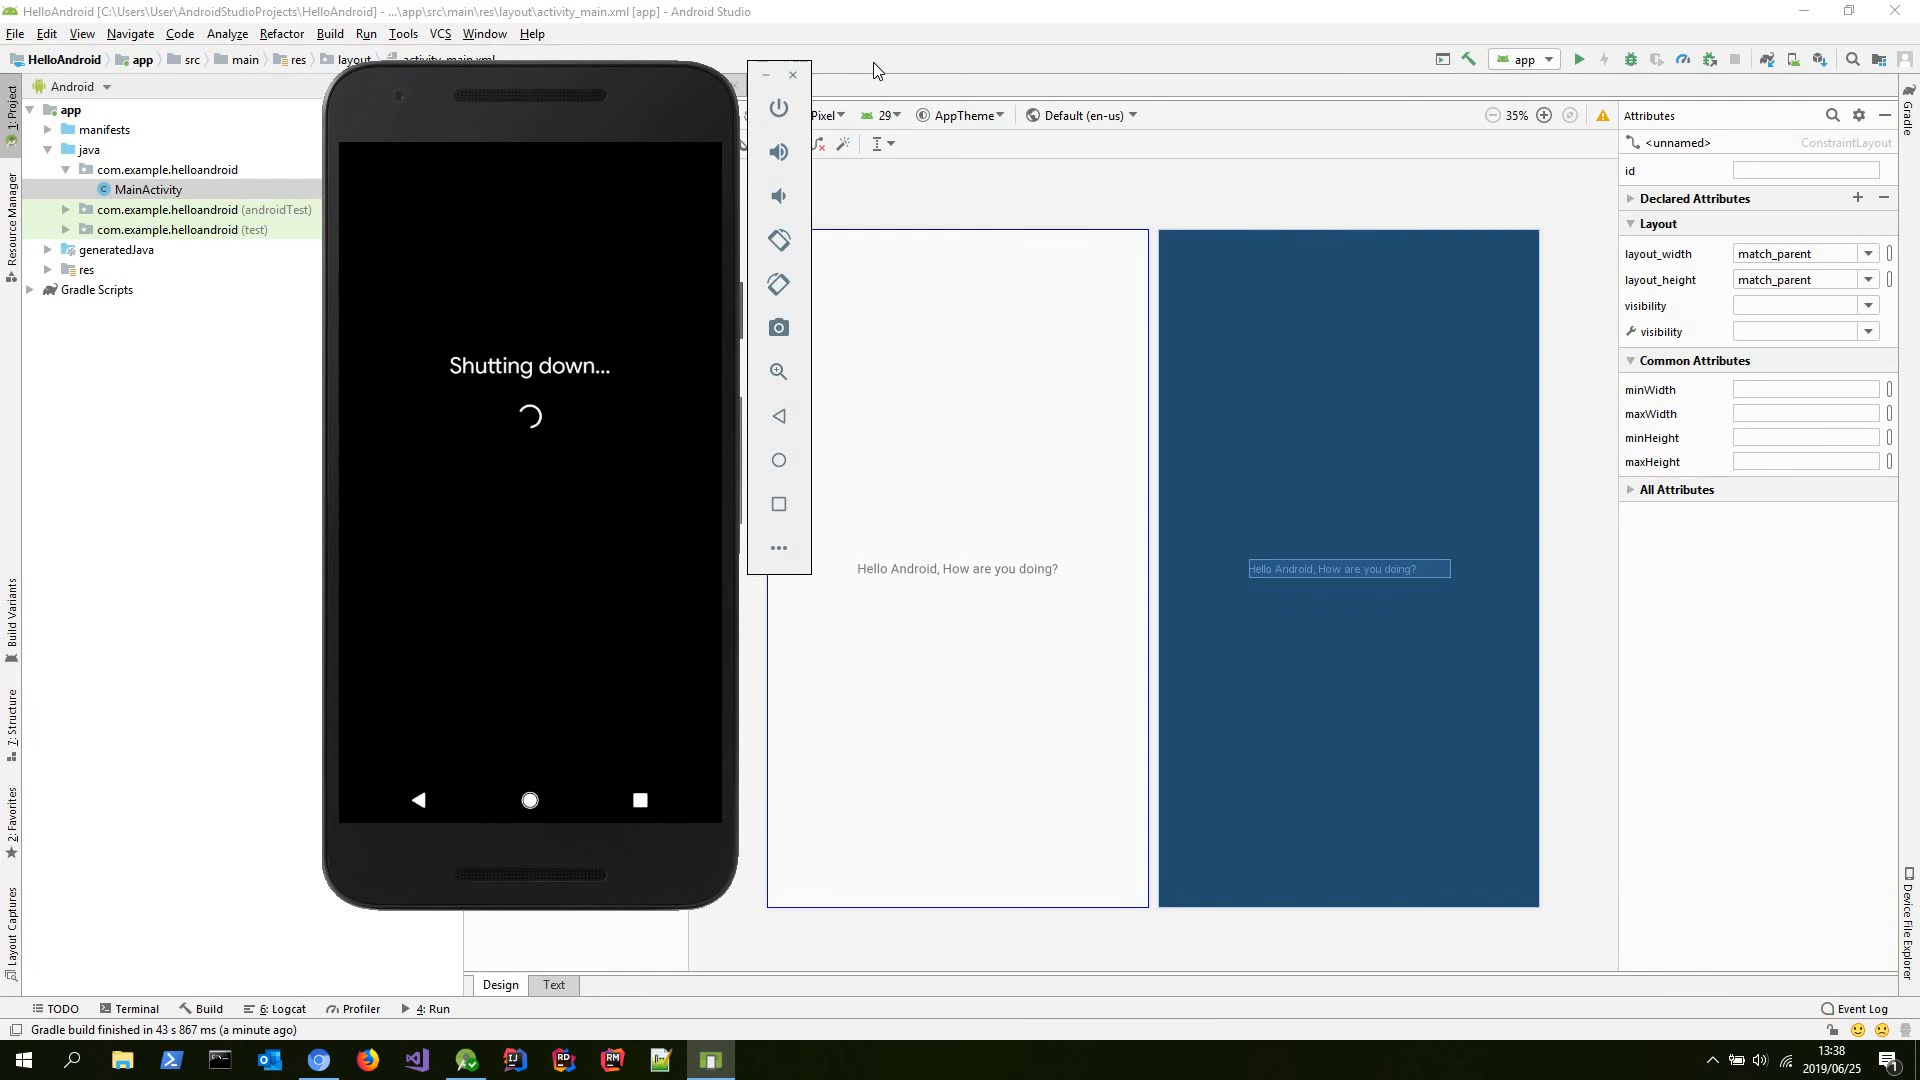 HelloAndroid [C:\Users\User\AndroidStudioProjects\HelloAndroid] - ...\app\src\main\res\layout\activity_main.xml [app] - Android Studio
File Edit View Navigate Code Analyze Refactor Build Run Tools VCS Window Help
HelloAndroid app src main res layout activity_main.xml app
Android
Pixel 29 AppTheme Default (en-us) 35%
Attributes
<unnamed> ConstraintLayout
id
Declared Attributes
Layout
layout_width match_parent
layout_height match_parent
visibility
visibility
Common Attributes
minWidth
maxWidth
minHeight
maxHeight
All Attributes
app
manifests
java
com.example.helloandroid
C MainActivity
com.example.helloandroid (androidTest)
com.example.helloandroid (test)
generatedJava
res
Gradle Scripts
1: Project
Resource Manager
Build Variants
7: Structure
2: Favorites
Layout Captures
Gradle
Device File Explorer
Shutting down...
Hello Android, How are you doing?
Hello Android, How are you doing?
Design Text
TODO Terminal Build 6: Logcat Profiler 4: Run Event Log
Gradle build finished in 43 s 867 ms (a minute ago)
IJ RD RM
13:38
2019/06/25
1